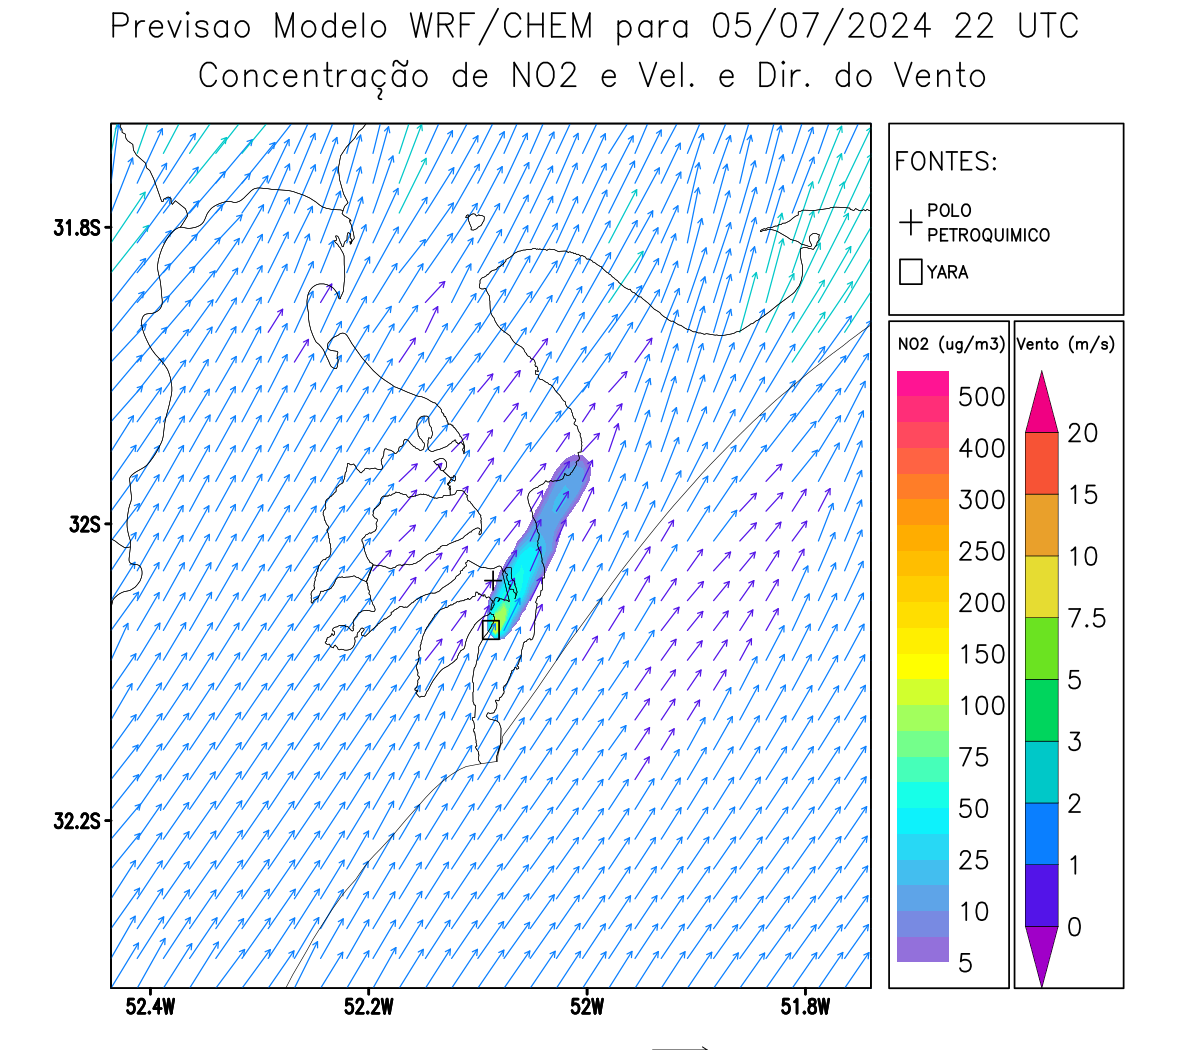 Previsao Modelo WRF/CHEM para 05/07/2024 22 UTC
Concentração de NO2 e Vel. e Dir. do Vento
FONTES:
POLO
PETROQUIMICO
YARA
31.8S
32S
32.2S
52.4W
52.2W
52W
51.8W
NO2 (ug/m3)
500
400
300
250
200
150
100
75
50
25
10
5
Vento (m/s)
20
15
10
7.5
5
3
2
1
0